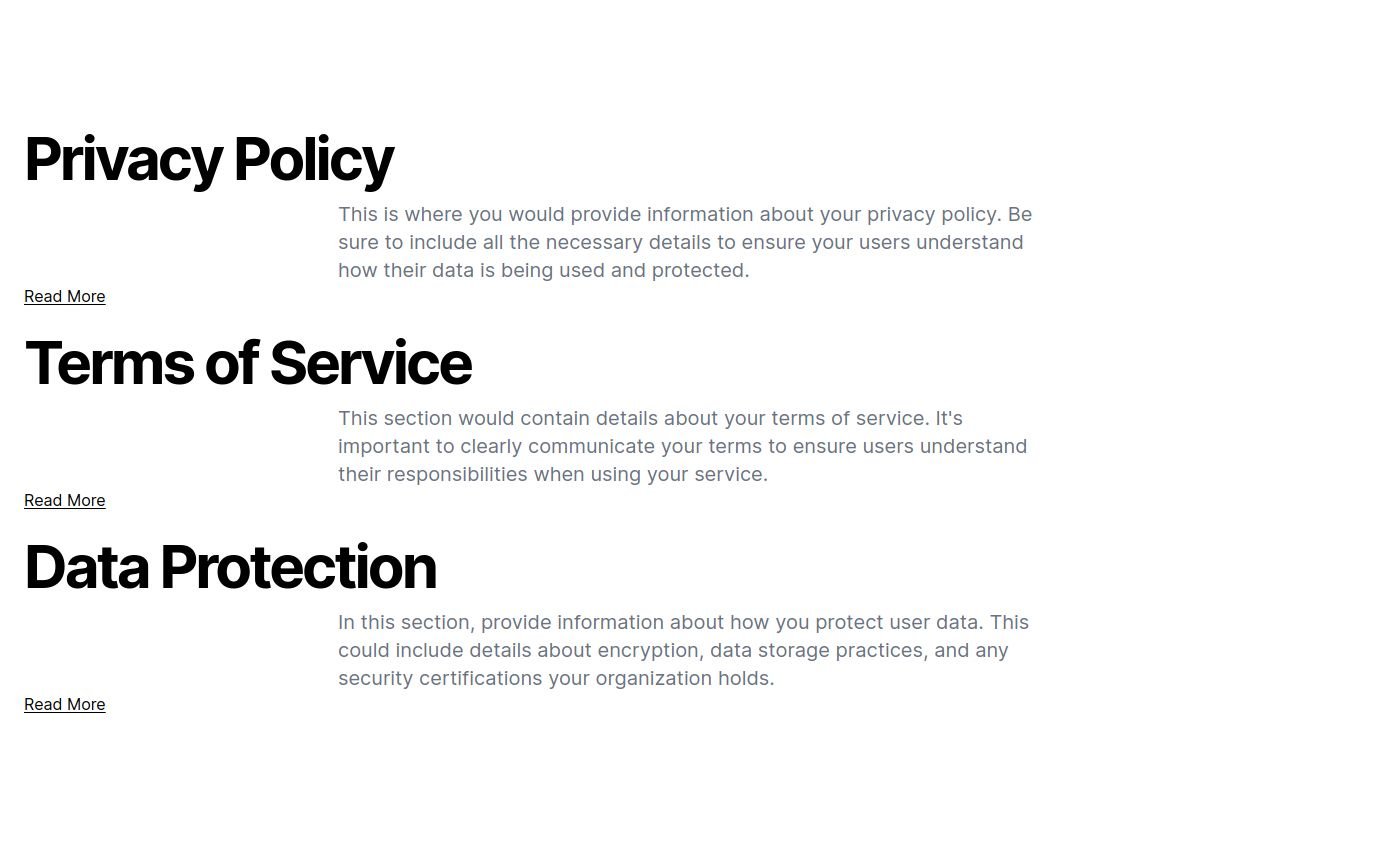 Privacy Policy
This is where you would provide information about your privacy policy. Be
sure to include all the necessary details to ensure your users understand
how their data is being used and protected.
Read More
Terms of Service
This section would contain details about your terms of service. It's
important to clearly communicate your terms to ensure users understand
their responsibilities when using your service.
Read More
Data Protection
In this section, provide information about how you protect user data. This
could include details about encryption, data storage practices, and any
security certifications your organization holds.
Read More